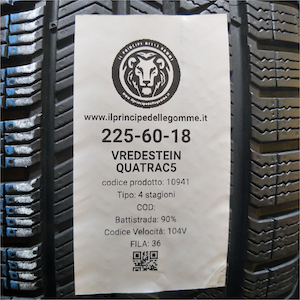 IL PRINCIPE DELLE GOMME
www.ilprincipedellegomme.it
225-60-18
VREDESTEIN
QUATRAC5
codice prodotto: 10941
Tipo: 4 stagioni
COD:
Battistrada: 90%
Codice Velocità: 104V
FILA: 36